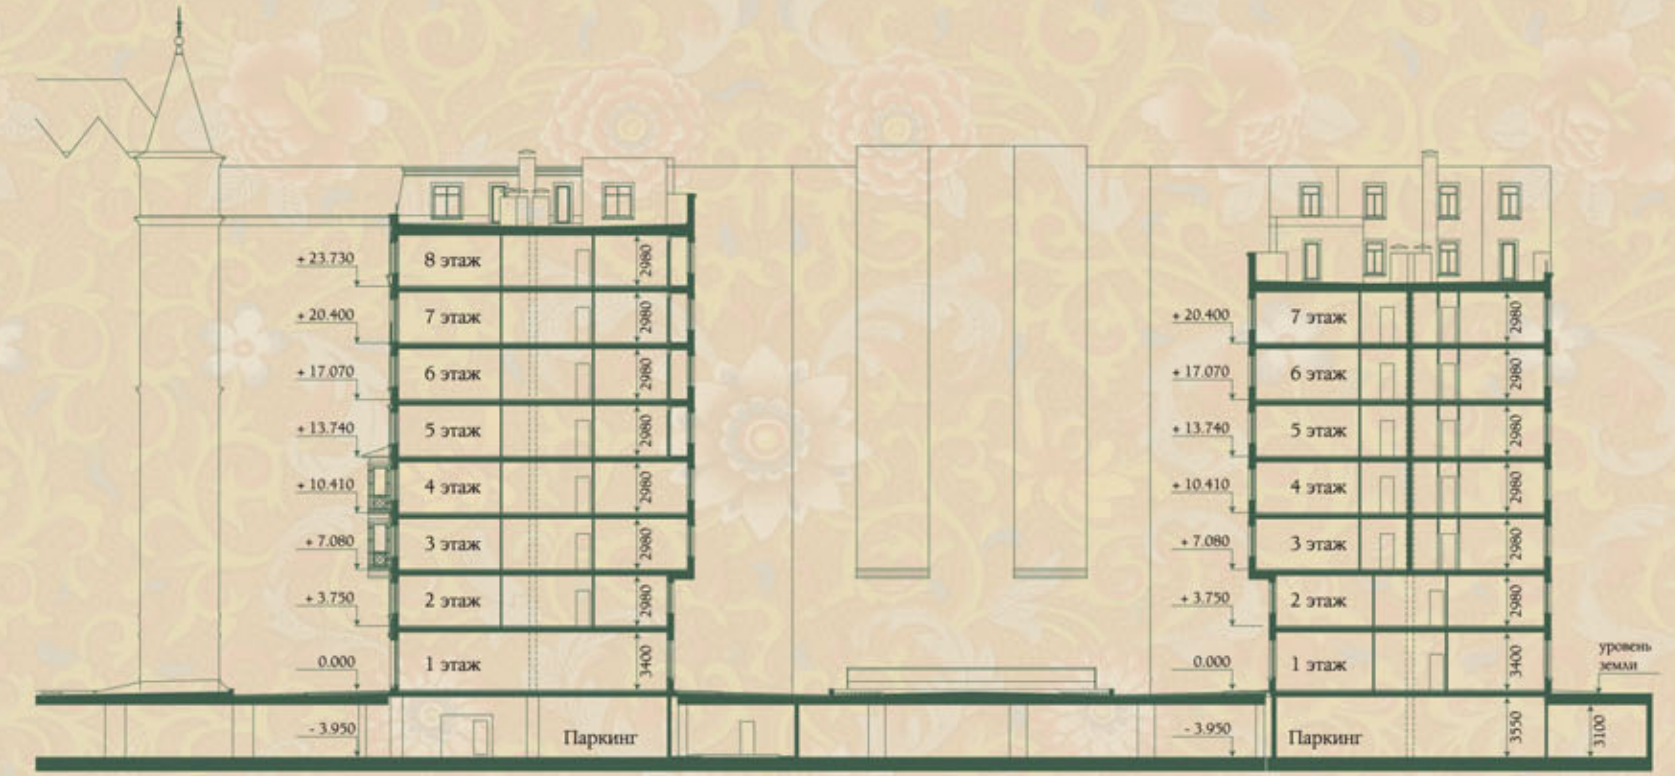 + 23.730
8 этаж
2980
+ 20.400
7 этаж
2980
+ 20.400
7 этаж
2980
+ 17.070
6 этаж
2980
+ 17.070
6 этаж
2980
+ 13.740
5 этаж
2980
+ 13.740
5 этаж
2980
+ 10.410
4 этаж
2980
+ 10.410
4 этаж
2980
+ 7.080
3 этаж
2980
+ 7.080
3 этаж
2980
+ 3.750
2 этаж
2980
+ 3.750
2 этаж
2980
0.000
1 этаж
3400
0.000
1 этаж
3400
уровень
земли
- 3.950
Паркинг
- 3.950
Паркинг
3550
3100